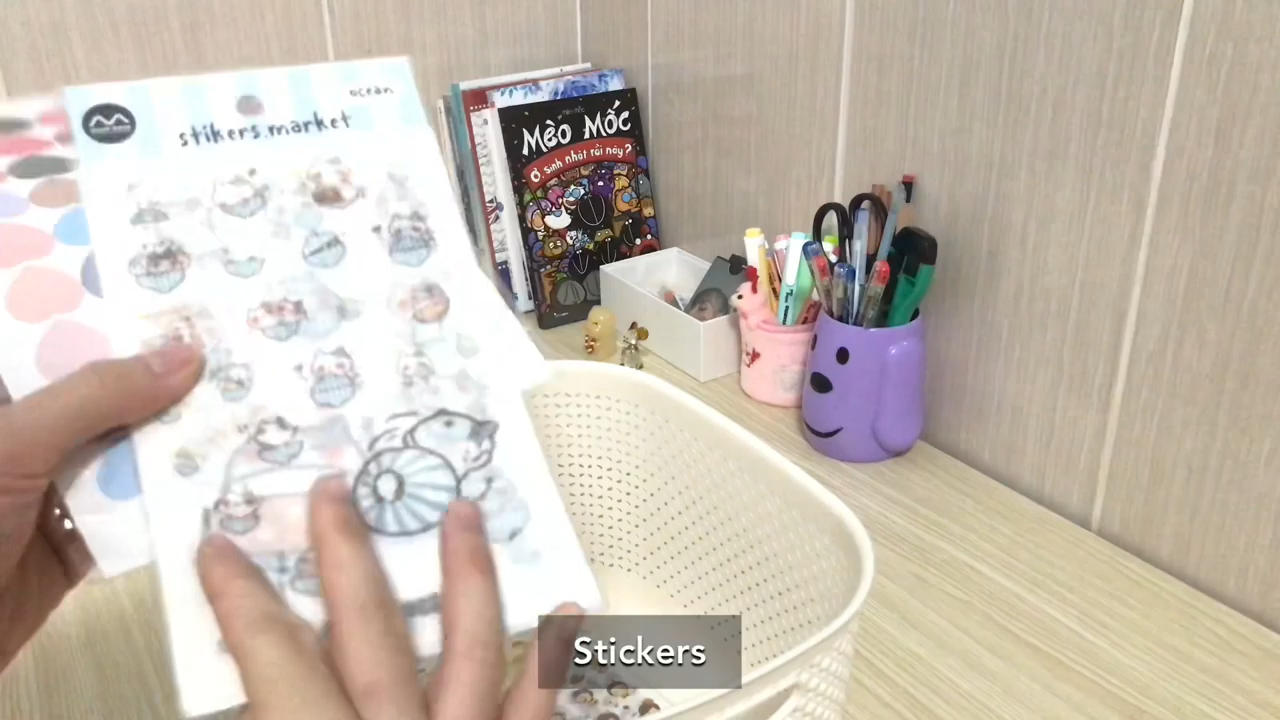 ocean
stikers.market
Mèo Mốc
Ơ, sinh nhật rồi này?
Stickers